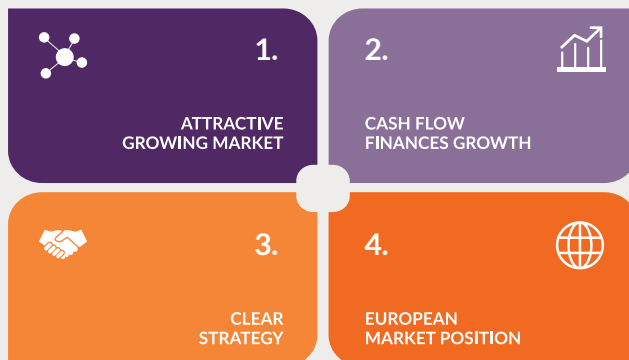 1.
ATTRACTIVE
GROWING MARKET
2.
CASH FLOW
FINANCES GROWTH
3.
CLEAR
STRATEGY
4.
EUROPEAN
MARKET POSITION